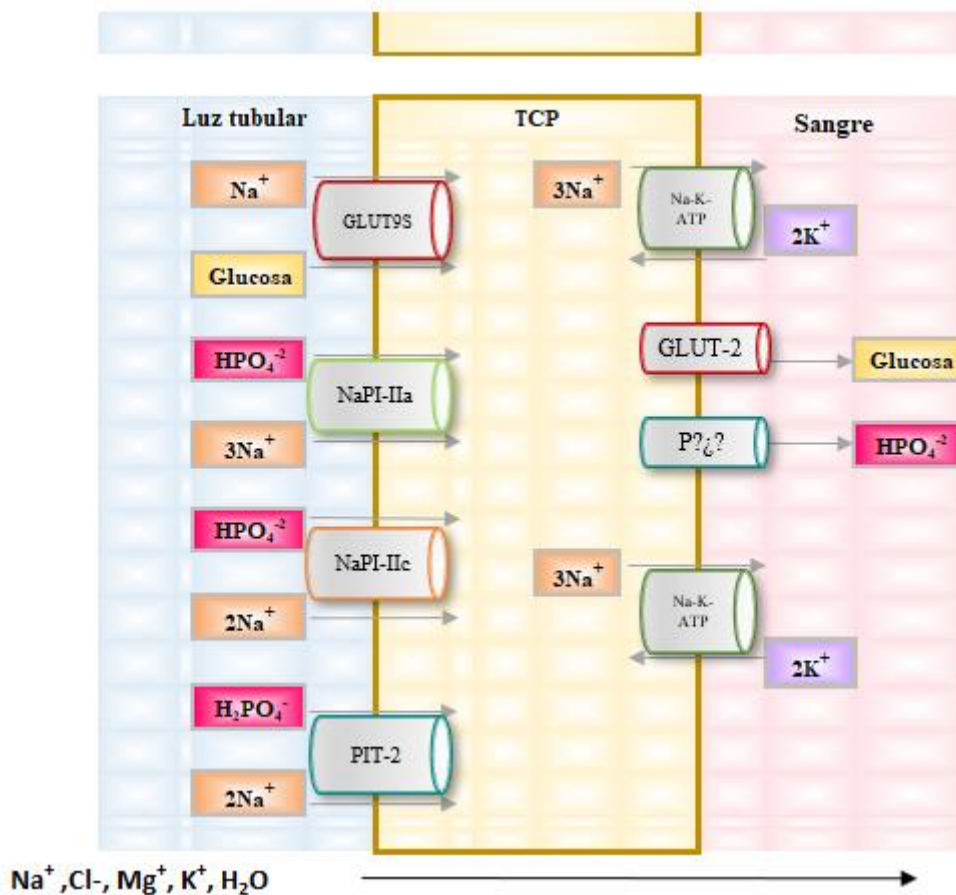 Luz tubular
TCP
Sangre
Na⁺
GLUT9S
Glucosa
3Na⁺
Na-K-
ATP
2K⁺
HPO₄⁻²
NaPI-IIa
3Na⁺
GLUT-2
Glucosa
P?¿?
HPO₄⁻²
HPO₄⁻²
NaPI-IIc
2Na⁺
3Na⁺
Na-K-
ATP
2K⁺
H₂PO₄⁻
PIT-2
2Na⁺
Na⁺ ,Cl-, Mg⁺, K⁺, H₂O